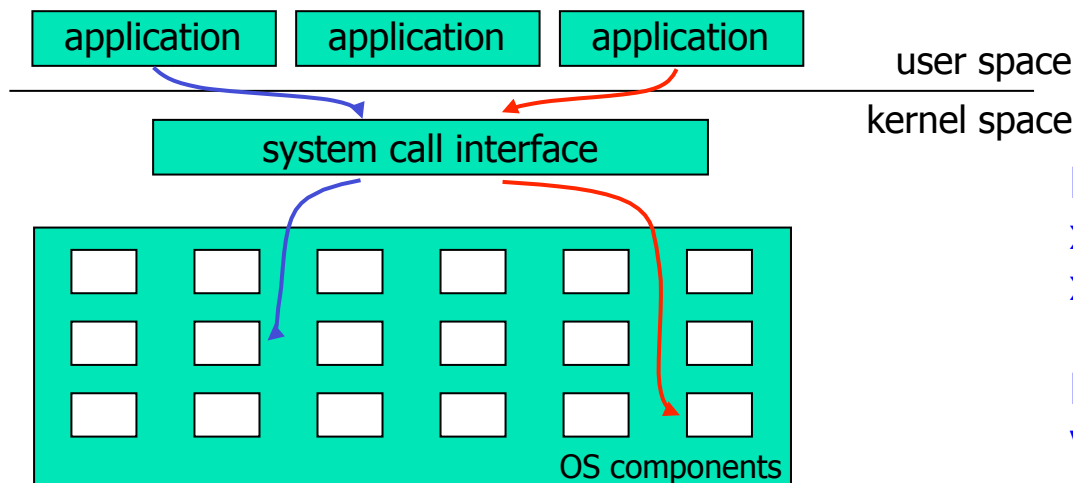 application application application
user space
kernel space
system call interface
OS components